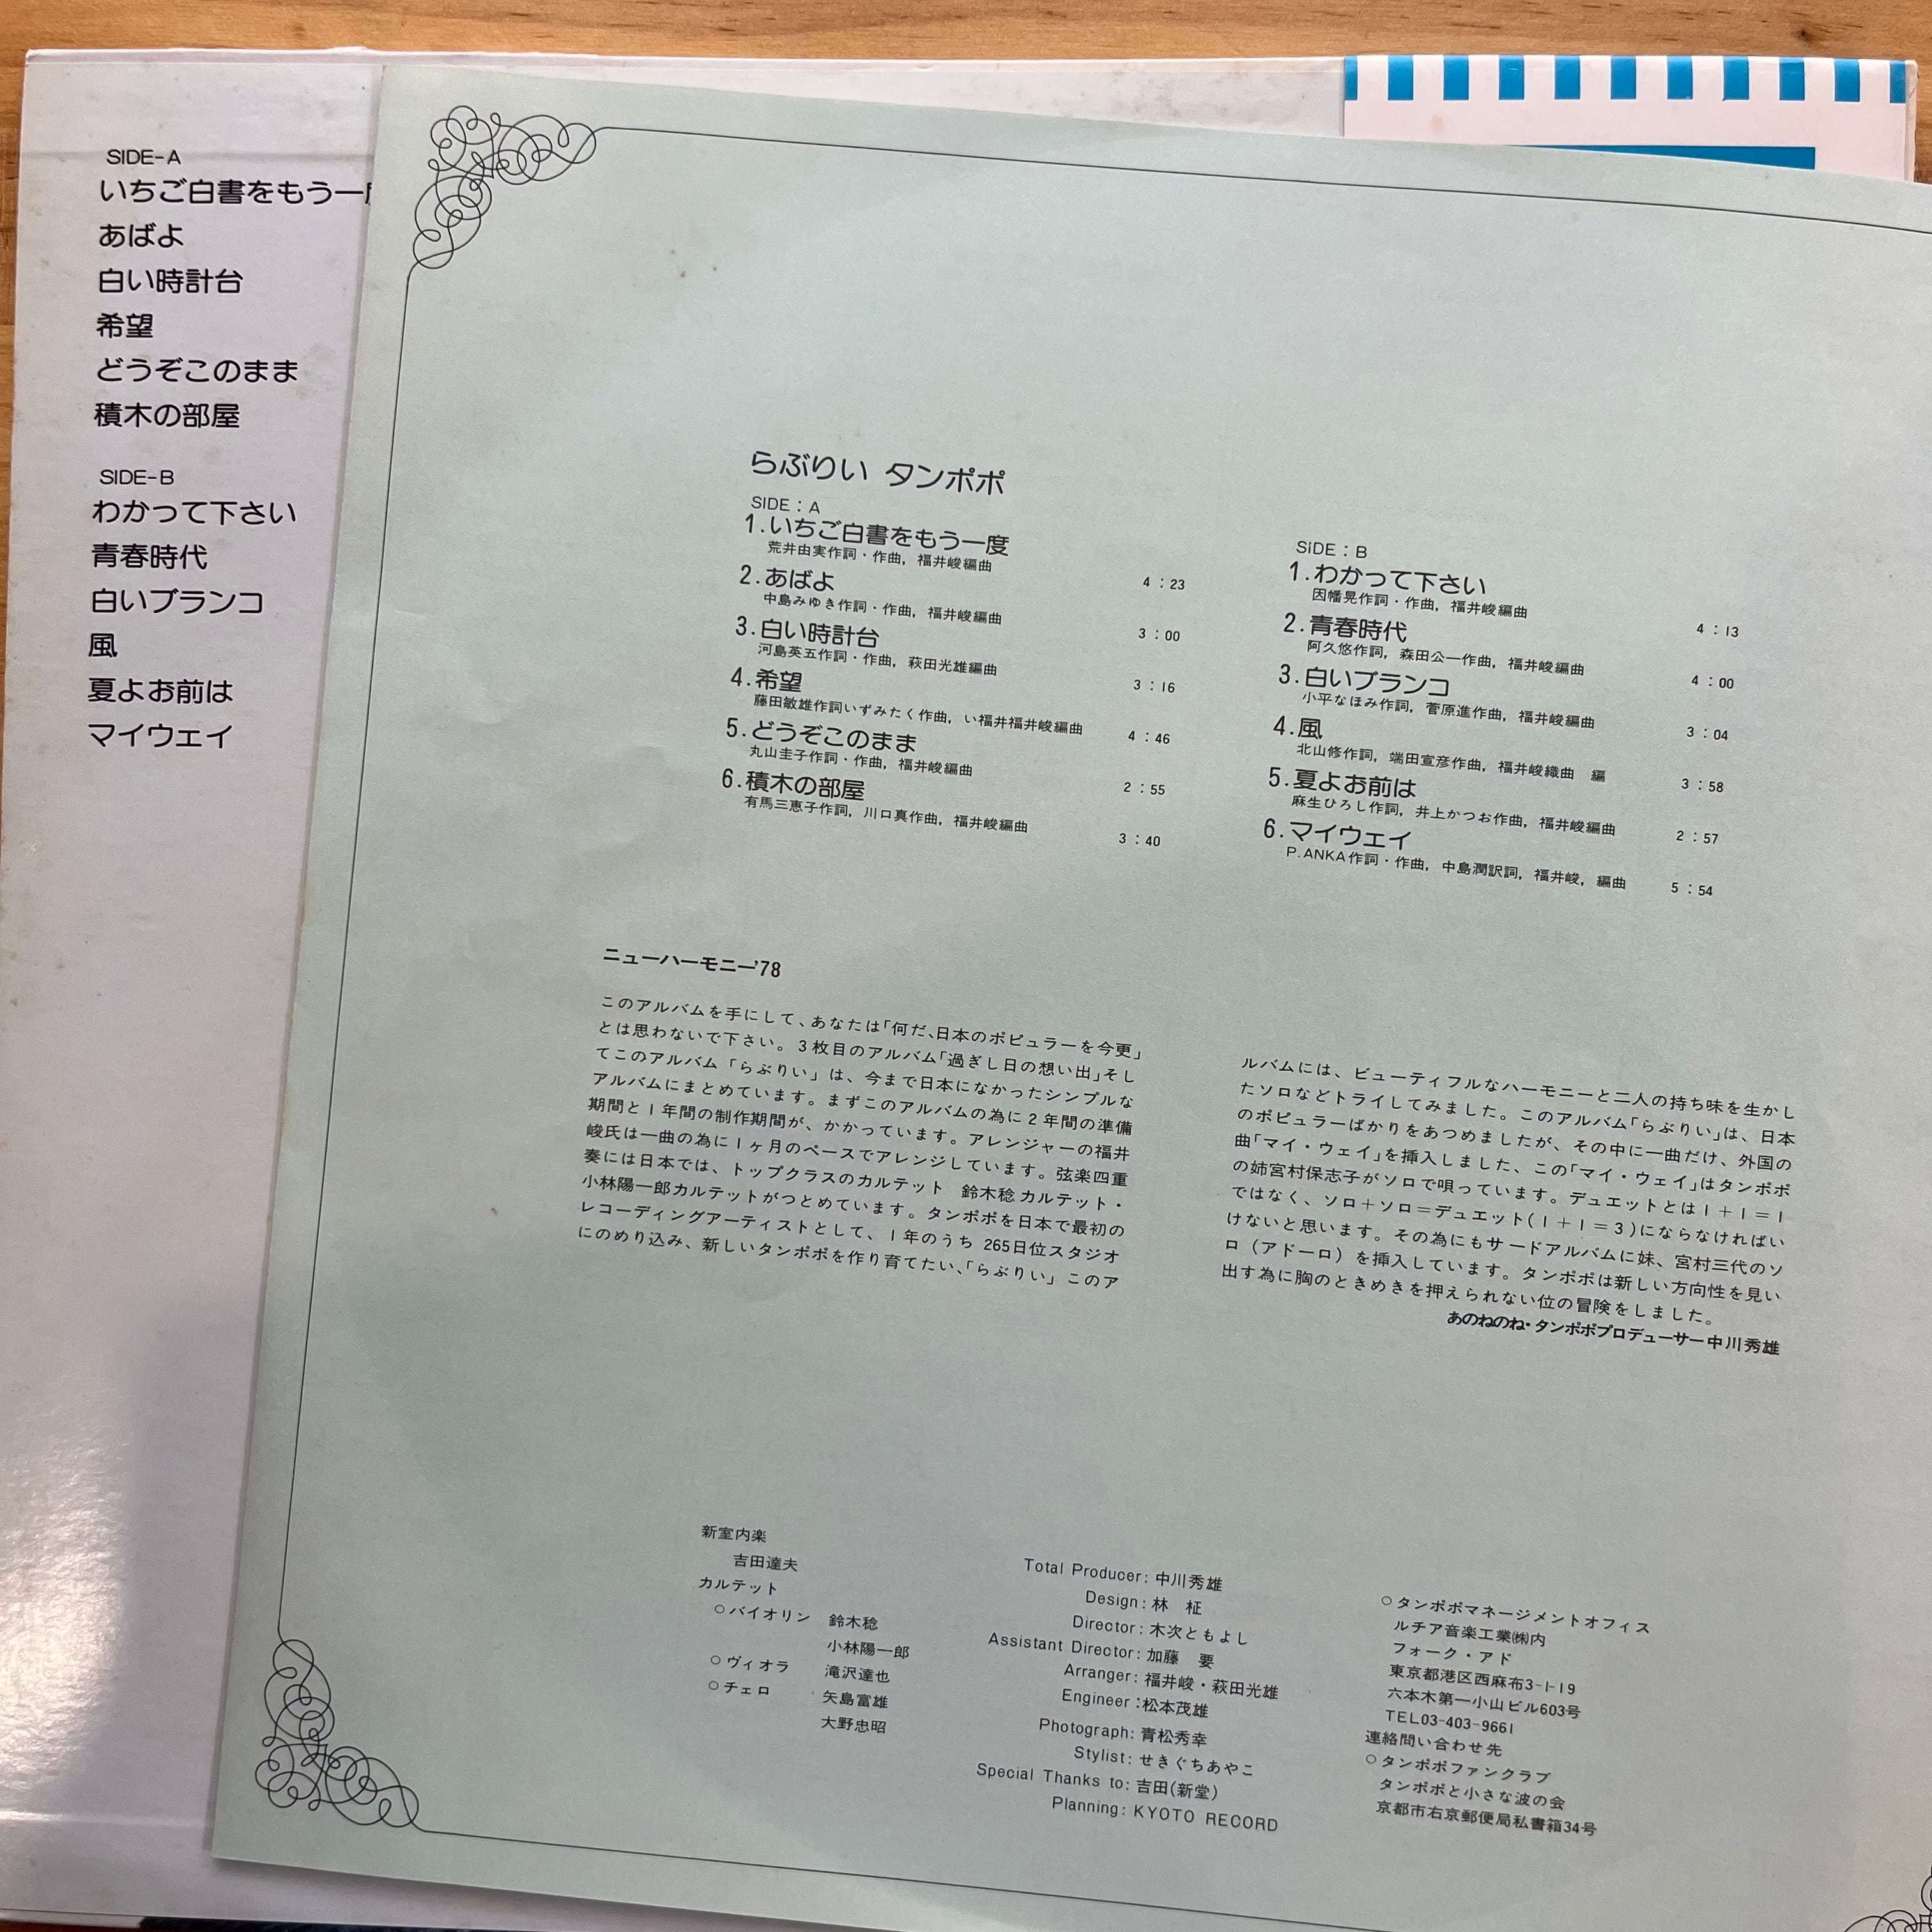 SIDE-A
いちご白書をもう一
あばよ
白い時計台
希望
どうぞこのまま
積木の部屋
SIDE-B
わかって下さい
青春時代
白いブランコ
風
夏よお前は
マイウェイ
らぶりい タンポポ
SIDE：A
1.いちご白書をもう一度
荒井由実作詞・作曲，福井峻編曲
4：23
2.あばよ
中島みゆき作詞・作曲，福井峻編曲
3：00
3.白い時計台
河島英五作詞・作曲，萩田光雄編曲
3：16
4.希望
藤田敏雄作詞いずみたく作曲，い福井福井峻編曲
4：46
5.どうぞこのまま
丸山圭子作詞・作曲，福井峻編曲
2：55
6.積木の部屋
有馬三恵子作詞，川口真作曲，福井峻編曲
3：40
SiDE：B
1.わかって下さい
因幡晃作詞・作曲，福井峻編曲
4：13
2.青春時代
阿久悠作詞，森田公一作曲，福井峻編曲
4：00
3.白いブランコ
小平なほみ作詞，菅原進作曲，福井峻編曲
3：04
4.風
北山修作詞，端田宣彦作曲，福井峻織曲　編
3：58
5.夏よお前は
麻生ひろし作詞，井上かつお作曲，福井峻編曲
2：57
6.マイウェイ
P.ANKA作詞・作曲，中島潤訳詞，福井峻，編曲
5：54
ニューハーモニー'78
このアルバムを手にして、あなたは「何だ、日本のポピュラーを今更」
とは思わないで下さい。3枚目のアルバム「過ぎし日の想い出」そし
てこのアルバム「らぶりい」は、今まで日本になかったシンプルな
アルバムにまとめています。まずこのアルバムの為に2年間の準備
期間と1年間の制作期間が、かかっています。アレンジャーの福井
峻氏は一曲の為に1ヶ月のペースでアレンジしています。弦楽四重
奏には日本では、トップクラスのカルテット　鈴木稔カルテット・
小林陽一郎カルテットがつとめています。タンポポを日本で最初の
レコーディングアーティストとして、1年のうち 265日位スタジオ
にのめり込み、新しいタンポポを作り育てたい、「らぶりい」このア
ルバムには、ビューティフルなハーモニーと二人の持ち味を生かし
たソロなどトライしてみました。このアルバム「らぶりい」は、日本
のポピュラーばかりをあつめましたが、その中に一曲だけ、外国の
曲「マイ・ウェイ」を挿入しました、この「マイ・ウェイ」はタンポポ
の姉宮村保志子がソロで唄っています。デュエットとは1＋1＝1
ではなく、ソロ＋ソロ＝デュエット(1＋1＝3)にならなければい
けないと思います。その為にもサードアルバムに妹、宮村三代のソ
ロ（アドーロ）を挿入しています。タンポポは新しい方向性を見い
出す為に胸のときめきを押えられない位の冒険をしました。
あのねのね・タンポポプロデューサー中川秀雄
新室内楽
吉田達夫
カルテット
○バイオリン　鈴木稔
小林陽一郎
○ヴィオラ　滝沢達也
○チェロ　矢島富雄
大野忠昭
Total Producer: 中川秀雄
Design: 林　柾
Director: 木次ともよし
Assistant Director: 加藤　要
Arranger: 福井峻・萩田光雄
Engineer:松本茂雄
Photograph: 青松秀幸
Stylist: せきぐちあやこ
Special Thanks to: 吉田(新堂)
Planning: KYOTO RECORD
○タンポポマネージメントオフィス
ルチア音楽工業㈱内
フォーク・アド
東京都港区西麻布3-1-19
六本木第一小山ビル603号
TEL03-403-9661
連絡問い合わせ先
○タンポポファンクラブ
タンポポと小さな波の会
京都市右京郵便局私書箱34号